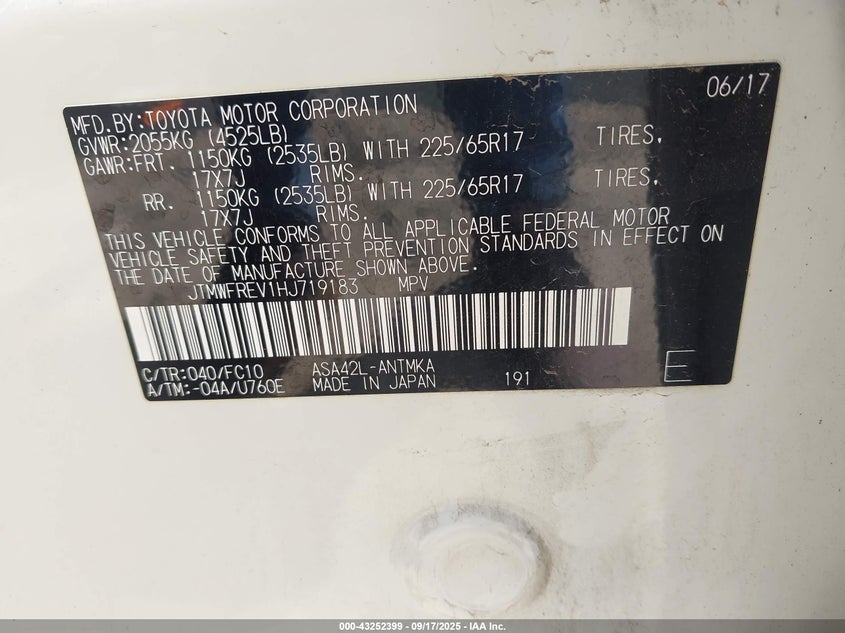 06/17
MFD.BY:TOYOTA MOTOR CORPORATION
GVWR:2055KG (4525LB)
GAWR:FRT. 1150KG (2535LB) WITH 225/65R17 TIRES,
17X7J RIMS.
RR. 1150KG (2535LB) WITH 225/65R17 TIRES,
17X7J RIMS.
THIS VEHICLE CONFORMS TO ALL APPLICABLE FEDERAL MOTOR
VEHICLE SAFETY AND THEFT PREVENTION STANDARDS IN EFFECT ON
THE DATE OF MANUFACTURE SHOWN ABOVE.
JTMWFREV1HJ719183 MPV
C/TR:040/FC10 ASA42L-ANTMKA
A/TM:-04A/U760E MADE IN JAPAN 191 E
000-43252399 - 09/17/2025 - IAA Inc.